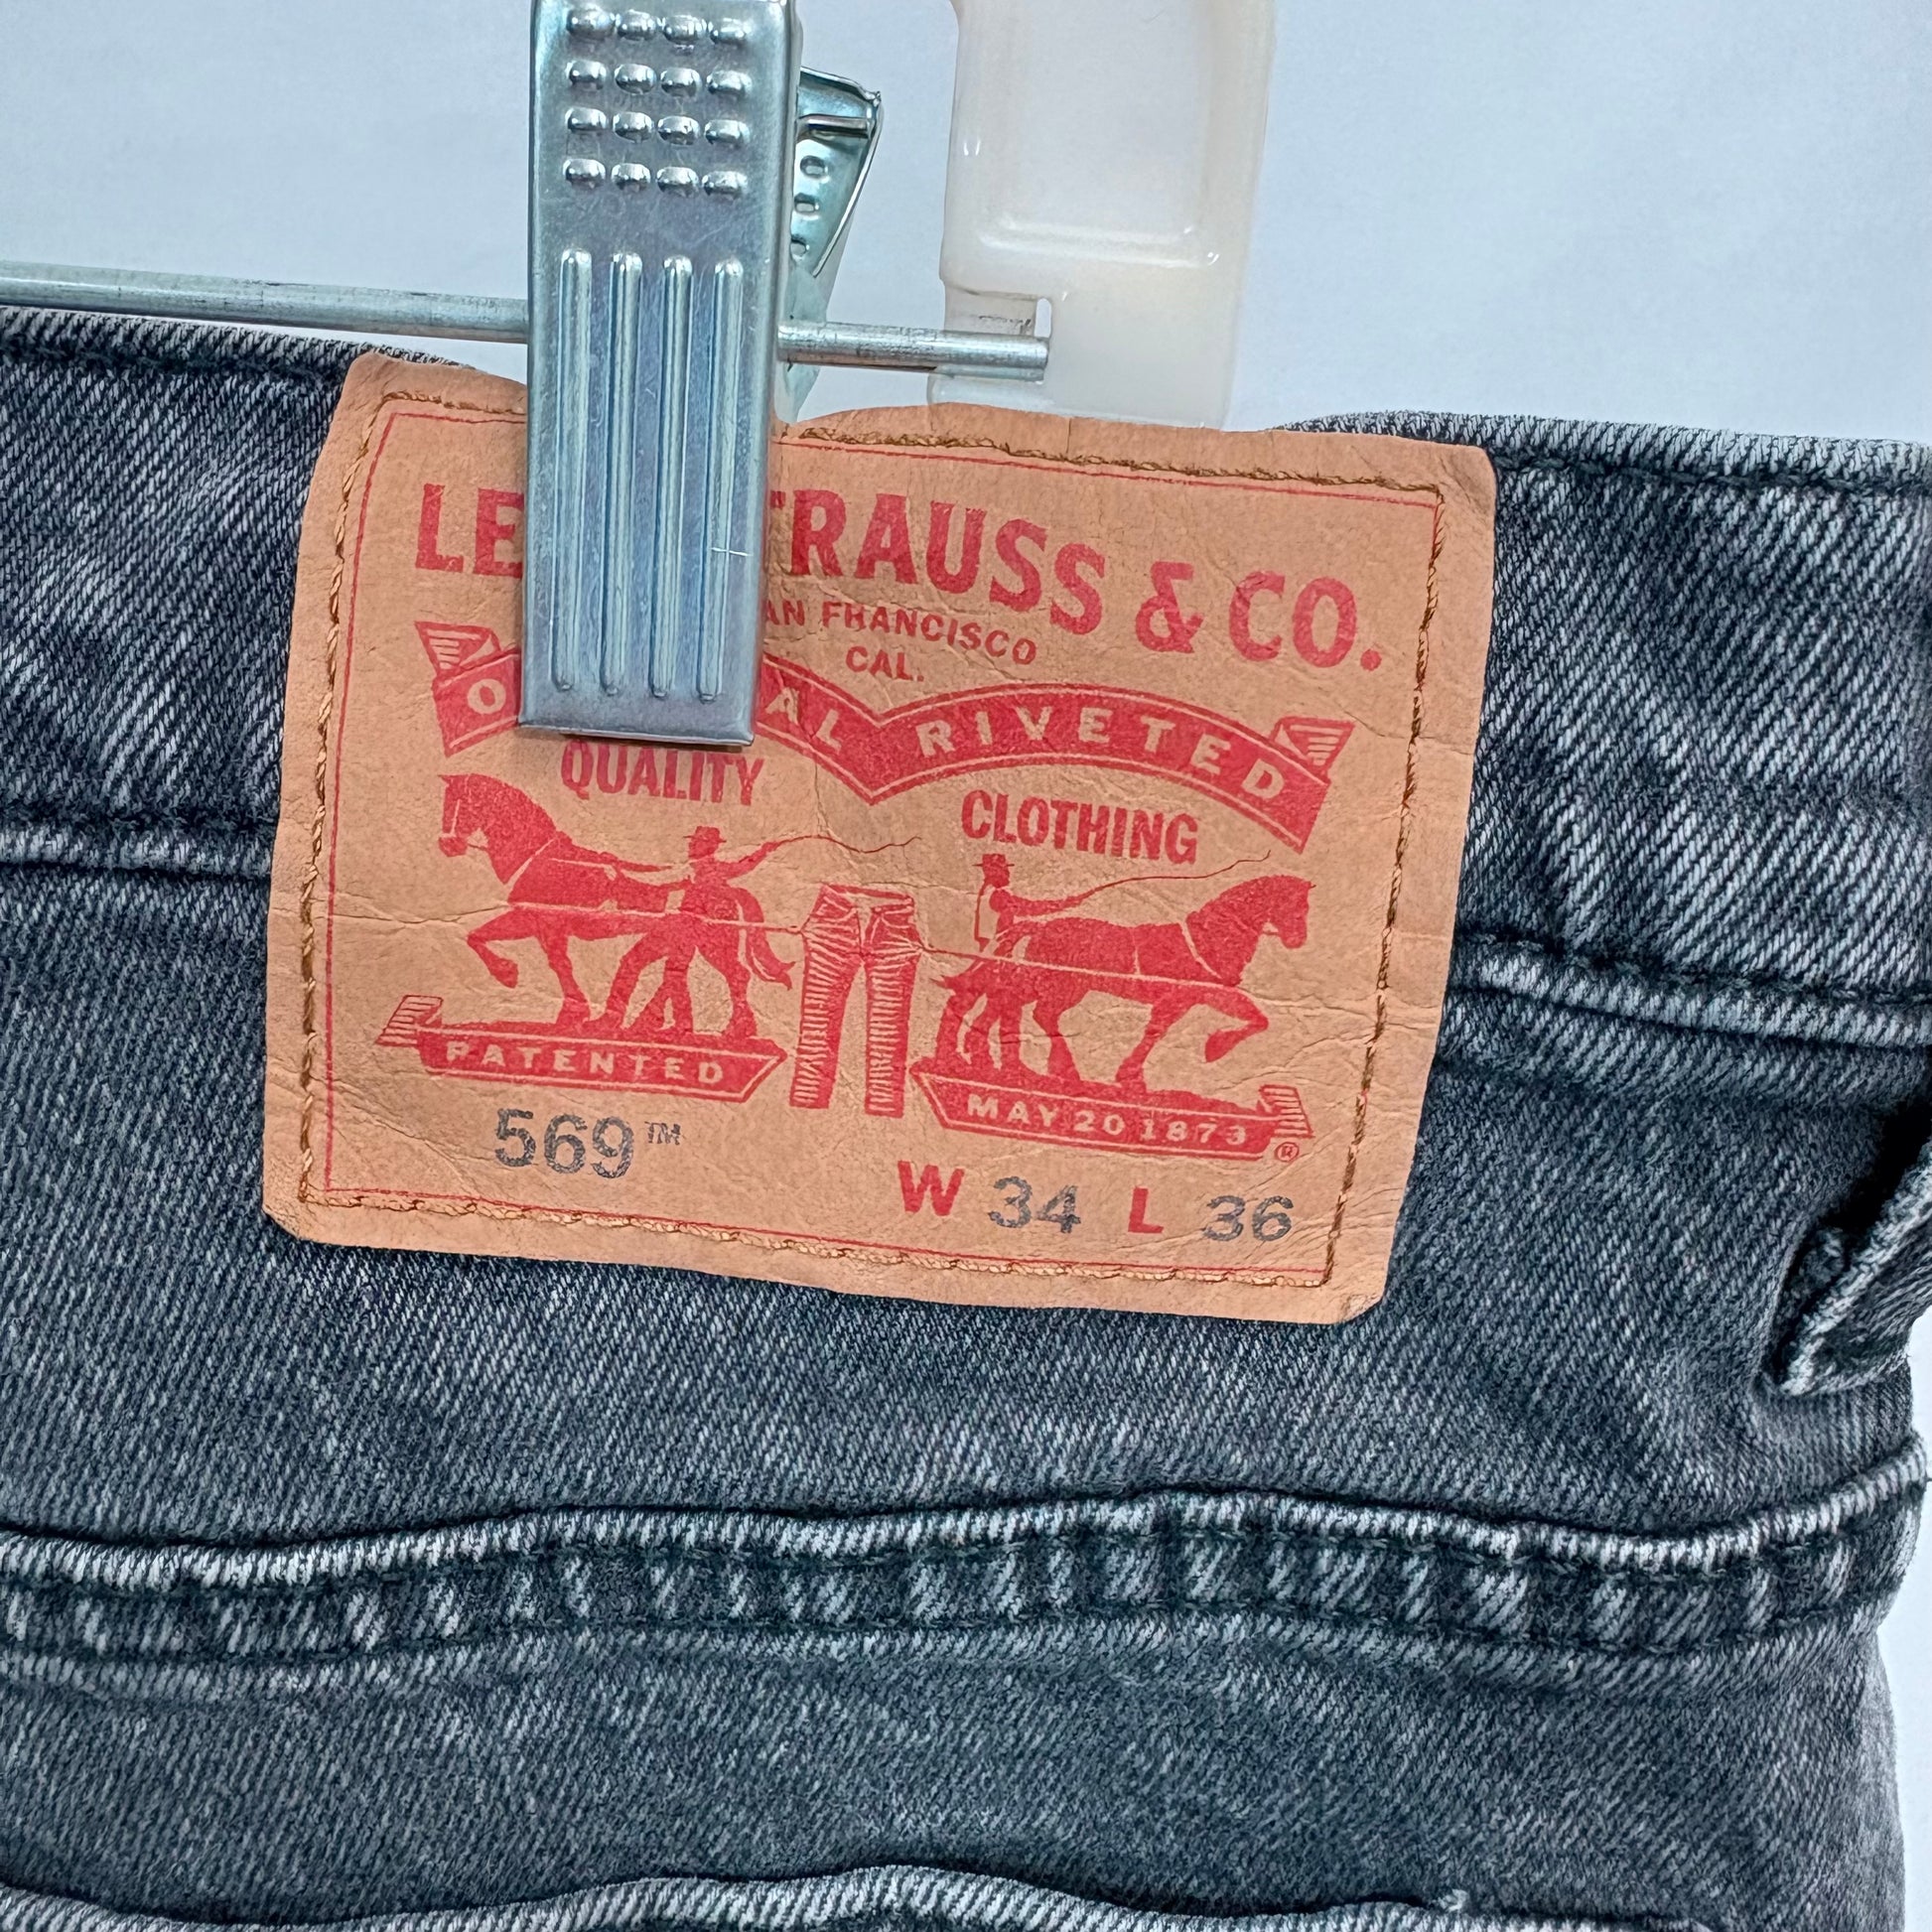 LE TRAUSS & CO.
AN FRANCISCO
CAL.
O AL RIVETED
QUALITY CLOTHING
PATENTED MAY 20 1873 ®
569™ W 34 L 36